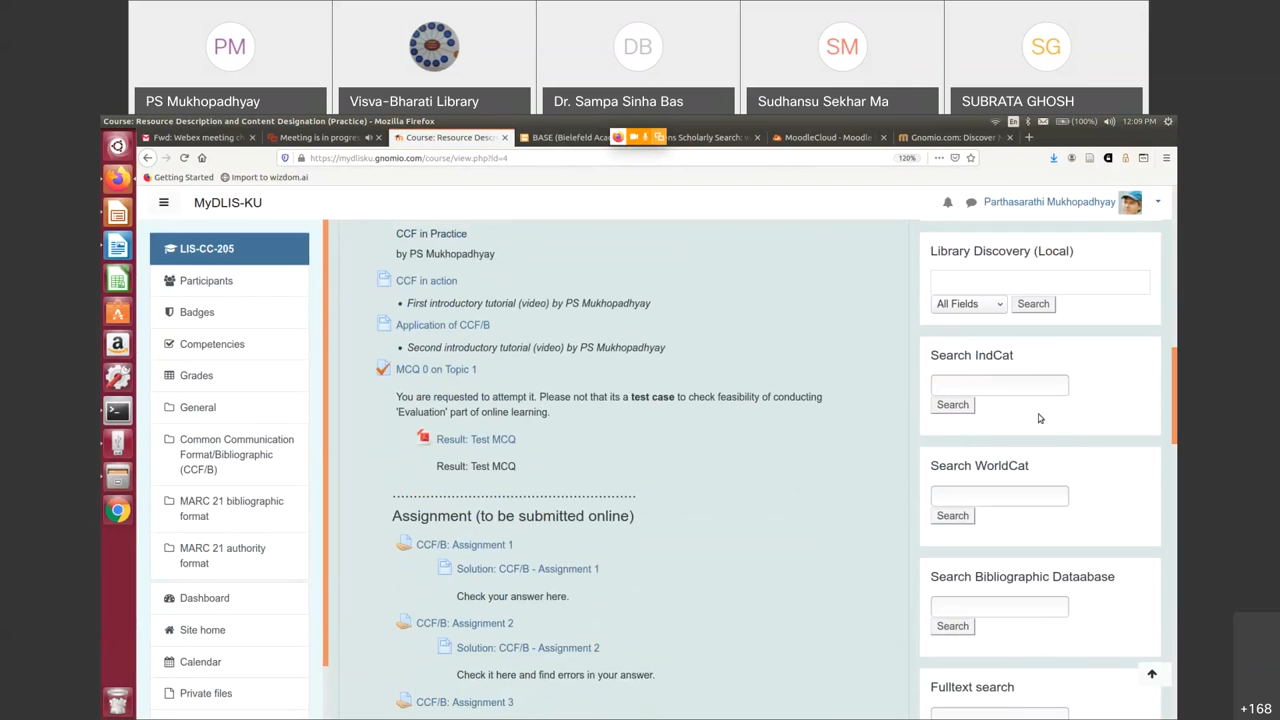 PM
DB
SM
SG
PS Mukhopadhyay
Visva-Bharati Library
Dr. Sampa Sinha Bas
Sudhansu Sekhar Ma
SUBRATA GHOSH
Course: Resource Description and Content Designation (Practice) - Mozilla Firefox
En
(100%)
12:09 PM
Fwd: Webex meeting ch
Meeting is in progres
Course: Resource Descr
BASE (Bielefeld Aca
ns Scholarly Search: w
MoodleCloud - Moodle
Gnomio.com: Discover M
https://mydlisku.gnomio.com/course/view.php?id=4
120%
Getting Started
Import to wizdom.ai
MyDLIS-KU
Parthasarathi Mukhopadhyay
LIS-CC-205
Participants
Badges
Competencies
Grades
General
Common Communication
Format/Bibliographic
(CCF/B)
MARC 21 bibliographic
format
MARC 21 authority
format
Dashboard
Site home
Calendar
Private files
CCF in Practice
by PS Mukhopadhyay
CCF in action
• First introductory tutorial (video) by PS Mukhopadhyay
Application of CCF/B
• Second introductory tutorial (video) by PS Mukhopadhyay
MCQ 0 on Topic 1
You are requested to attempt it. Please not that its a test case to check feasibility of conducting
'Evaluation' part of online learning.
Result: Test MCQ
Result: Test MCQ
Assignment (to be submitted online)
CCF/B: Assignment 1
Solution: CCF/B - Assignment 1
Check your answer here.
CCF/B: Assignment 2
Solution: CCF/B - Assignment 2
Check it here and find errors in your answer.
CCF/B: Assignment 3
Library Discovery (Local)
All Fields
Search
Search IndCat
Search
Search WorldCat
Search
Search Bibliographic Dataabase
Search
Fulltext search
+168